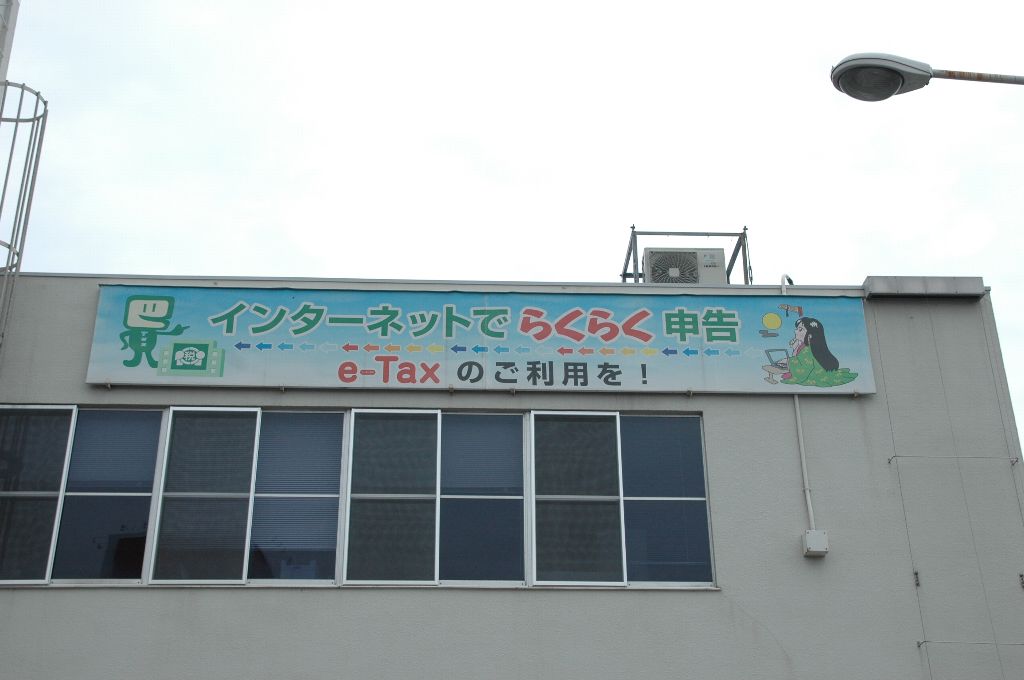 インターネットで らくらく 申告
e-Tax のご利用を！
税